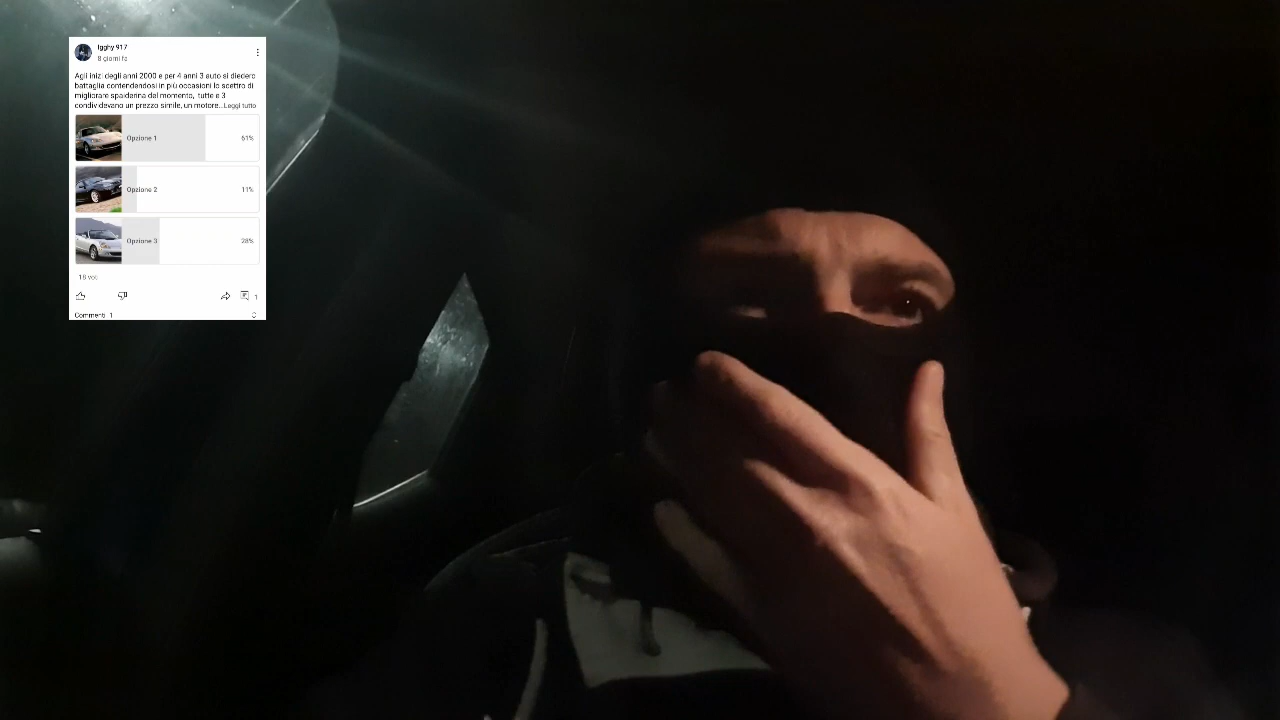 Igghy 917
8 giorni fa
Agli inizi degli anni 2000 e per 4 anni 3 auto si diedero
battaglia contendendosi in più occasioni lo scettro di
migliorare spaiderina del momento, tutte e 3
condividevano un prezzo simile, un motore...Leggi tutto
Opzione 1 61%
Opzione 2 11%
Opzione 3 28%
18 voti
1
Commenti 1